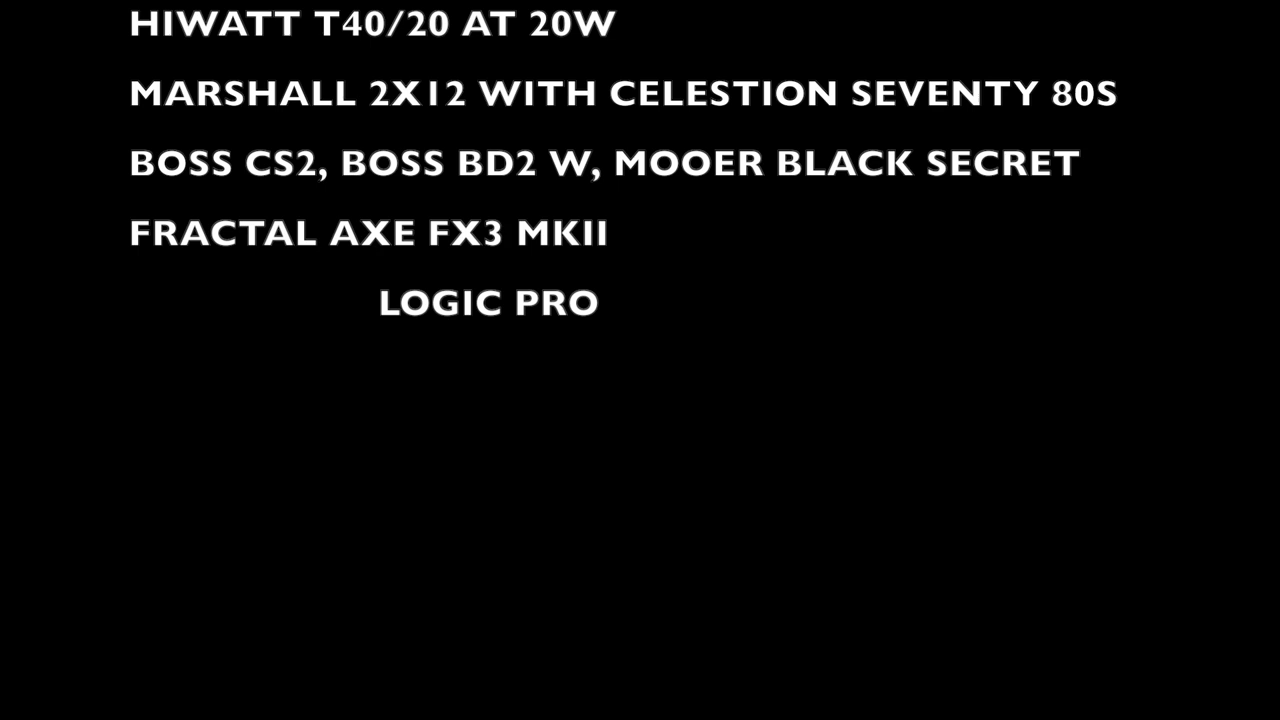 HIWATT T40/20 AT 20W
MARSHALL 2X12 WITH CELESTION SEVENTY 80S
BOSS CS2, BOSS BD2 W, MOOER BLACK SECRET
FRACTAL AXE FX3 MKII
LOGIC PRO